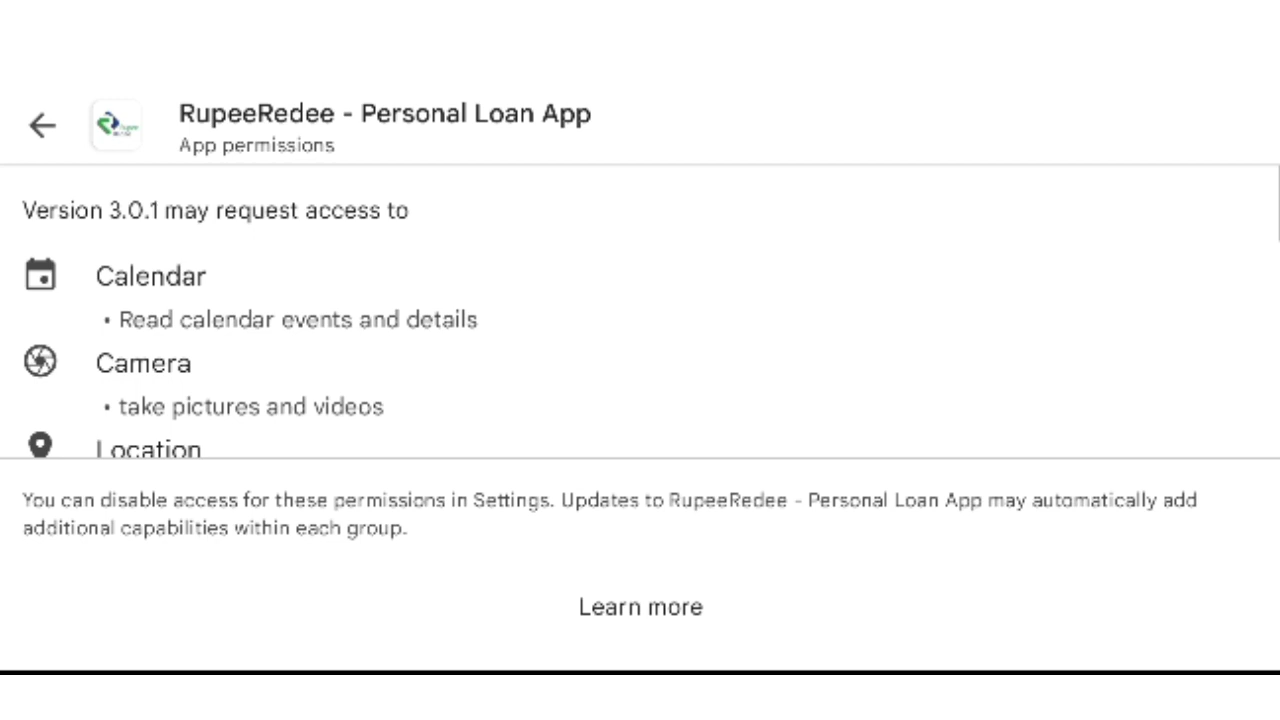 RupeeRedee - Personal Loan App
App permissions
Version 3.0.1 may request access to
Calendar
• Read calendar events and details
Camera
• take pictures and videos
Location
You can disable access for these permissions in Settings. Updates to RupeeRedee - Personal Loan App may automatically add
additional capabilities within each group.
Learn more